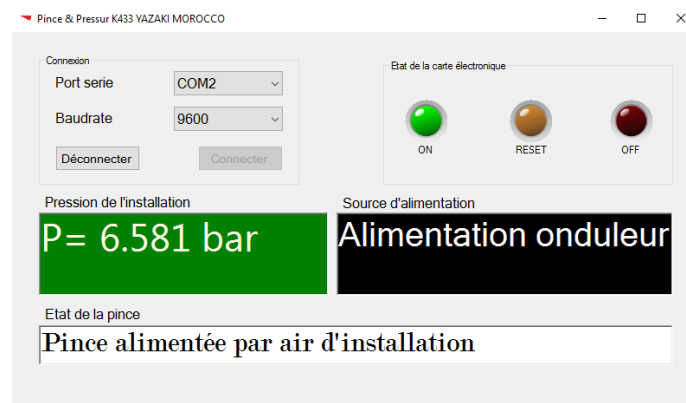 Pince & Pressur K433 YAZAKI MOROCCO
Connexion
Port serie
COM2
Baudrate
9600
Déconnecter
Connecter
Etat de la carte électronique
ON
RESET
OFF
Pression de l'installation
P= 6.581 bar
Source d'alimentation
Alimentation onduleur
Etat de la pince
Pince alimentée par air d'installation